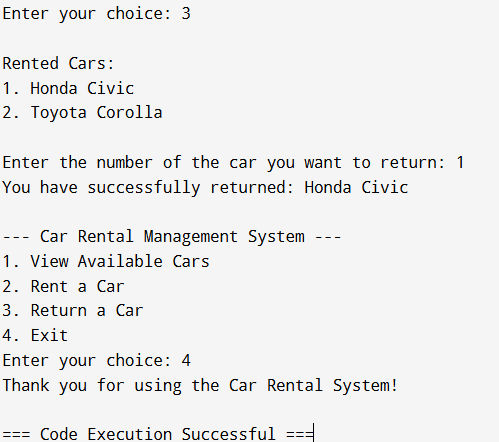 Enter your choice: 3
Rented Cars:
1. Honda Civic
2. Toyota Corolla
Enter the number of the car you want to return: 1
You have successfully returned: Honda Civic
--- Car Rental Management System ---
1. View Available Cars
2. Rent a Car
3. Return a Car
4. Exit
Enter your choice: 4
Thank you for using the Car Rental System!
=== Code Execution Successful ===